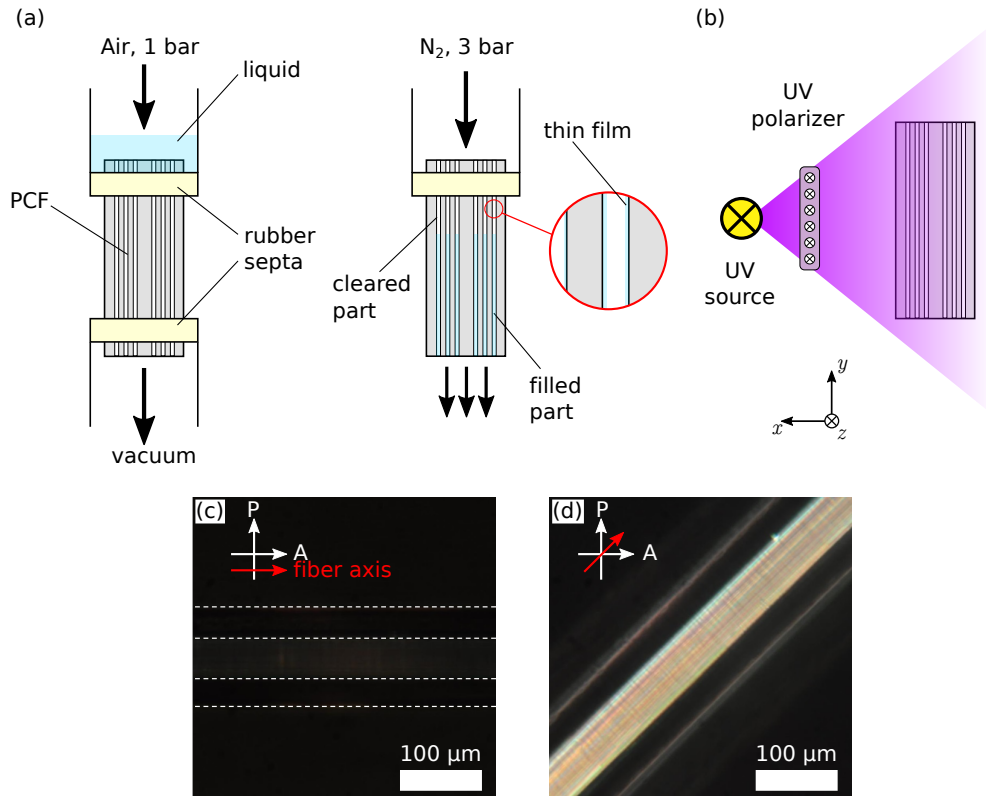 (a)
Air, 1 bar
liquid
PCF
rubber
septa
vacuum
N₂, 3 bar
thin film
cleared
part
filled
part
(b)
UV
polarizer
UV
source
y
x
z
(c)
P
A
fiber axis
100 μm
(d)
P
A
100 μm